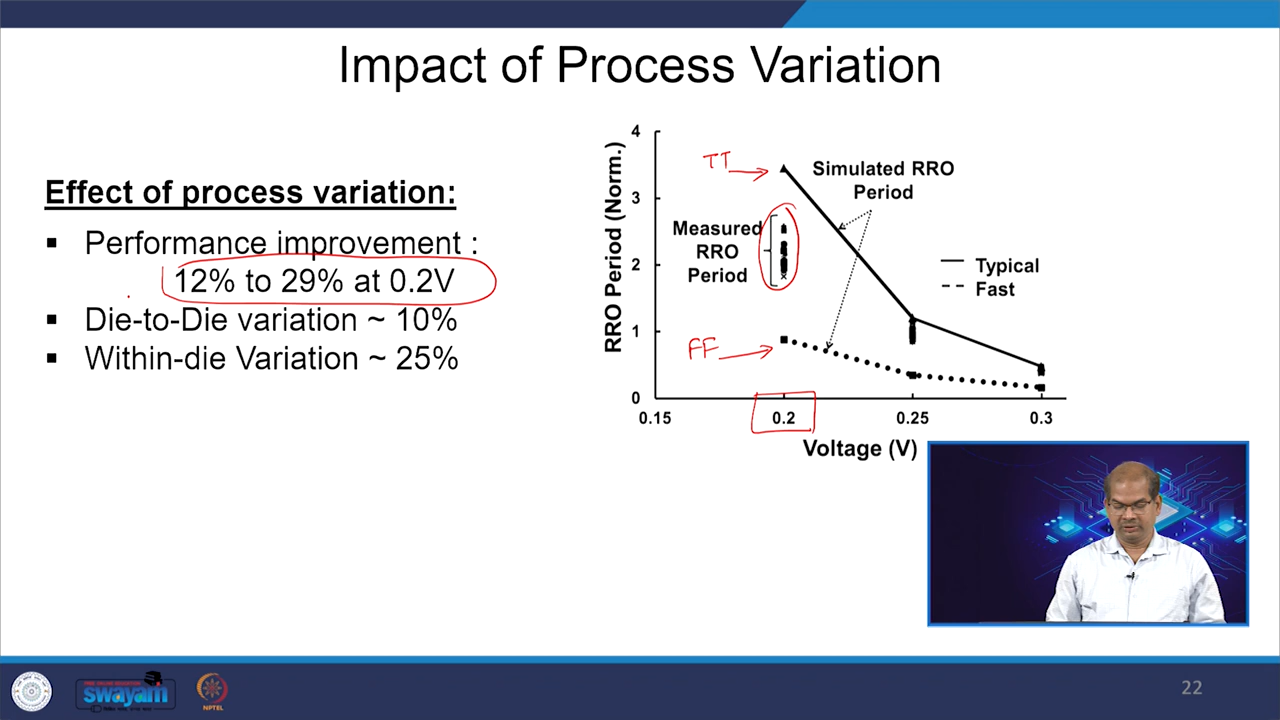 Impact of Process Variation
Effect of process variation:
▪ Performance improvement :
12% to 29% at 0.2V
▪ Die-to-Die variation ~ 10%
▪ Within-die Variation ~ 25%
RRO Period (Norm.)
4
3
2
1
0
0.15
0.2
0.25
0.3
Voltage (V)
TT
FF
Simulated RRO
Period
Measured
RRO
Period
Typical
Fast
swayam
NPTEL
22